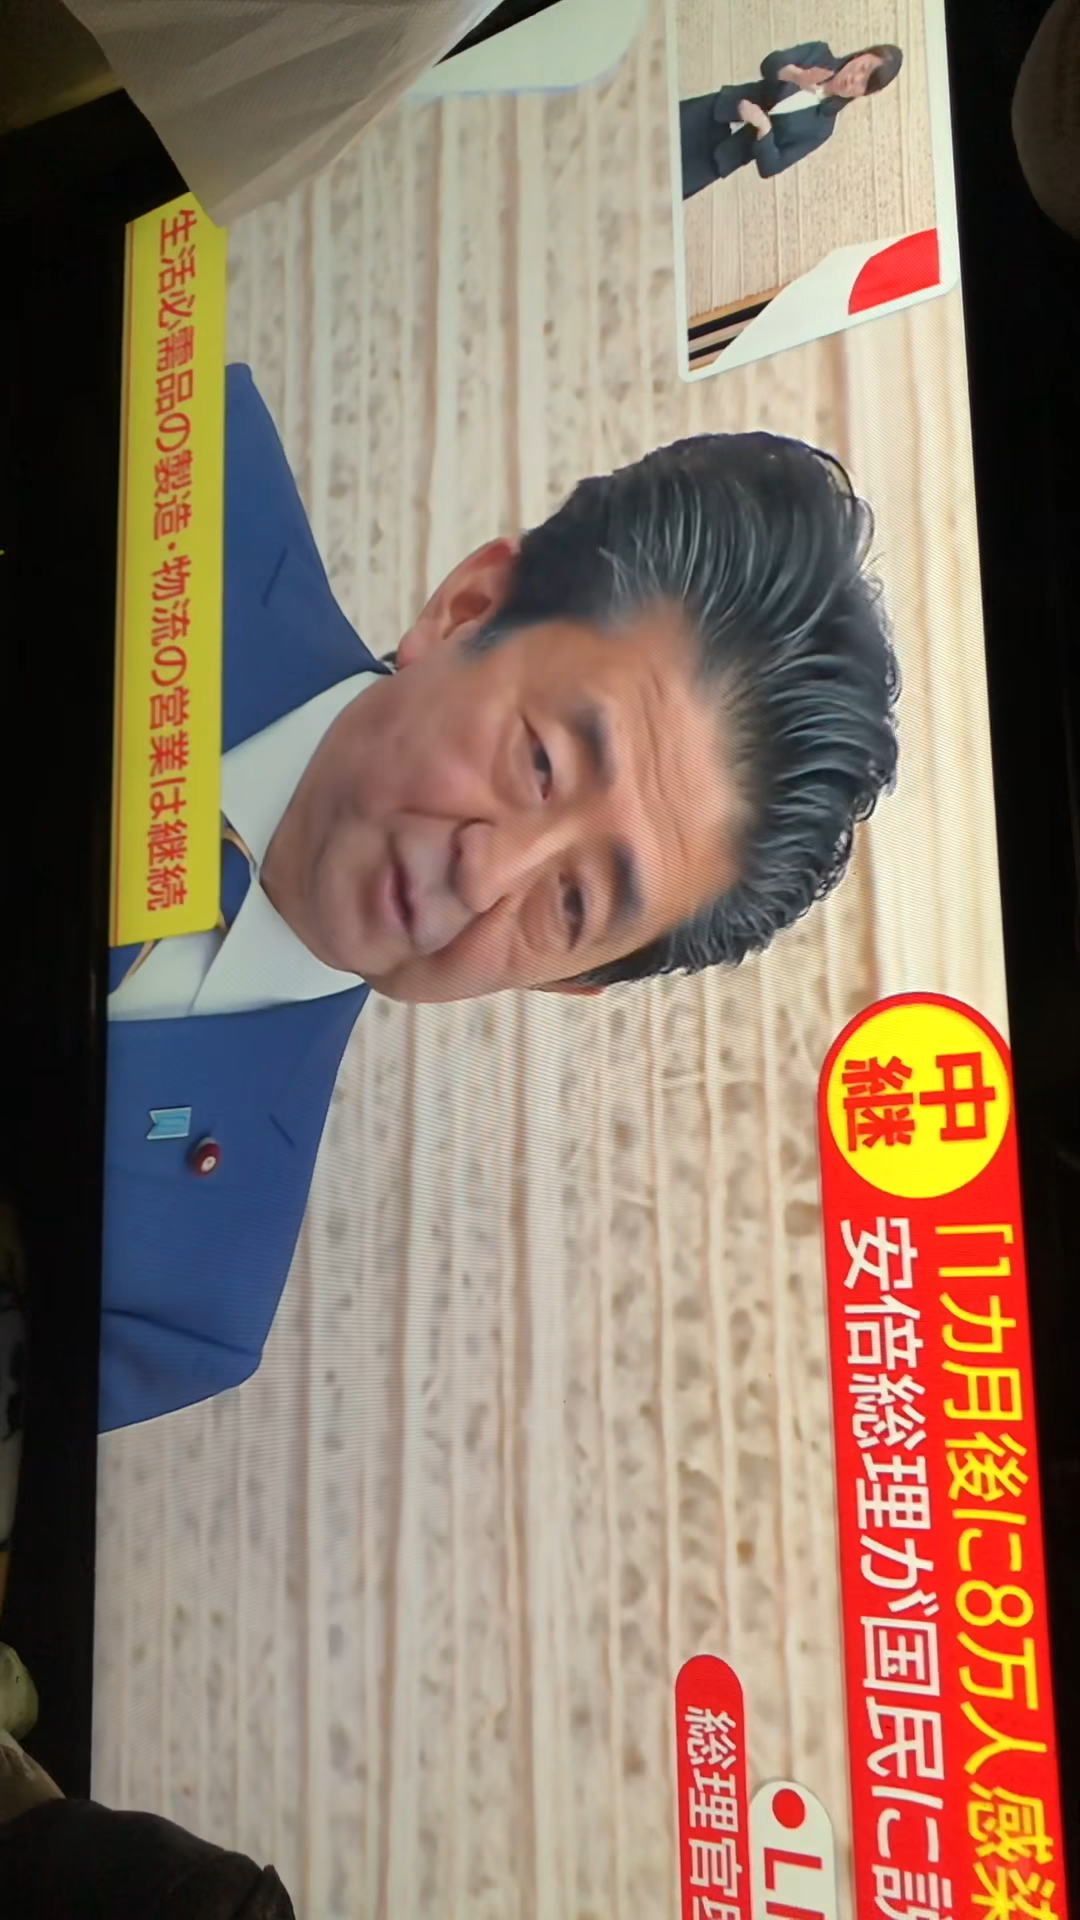 中継
「1カ月後に8万人感染
安倍総理が国民に
LI
総理官
生活必需品の製造・物流の営業は継続